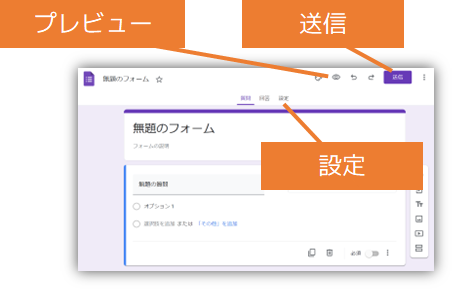 プレビュー
送信
無題のフォーム
送信
質問 回答 設定
無題のフォーム
フォームの説明
設定
無題の質問
オプション 1
選択肢を追加 または 「その他」を追加
Tт
必須